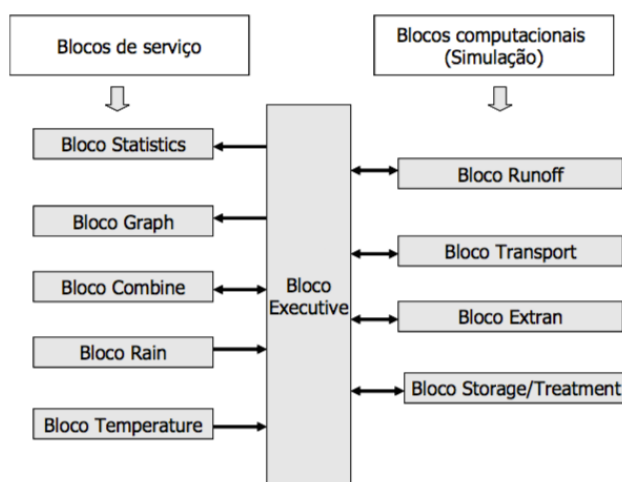 Blocos de serviço
Blocos computacionais
(Simulação)
Bloco Statistics
Bloco Graph
Bloco Combine
Bloco Rain
Bloco Temperature
Bloco
Executive
Bloco Runoff
Bloco Transport
Bloco Extran
Bloco Storage/Treatment